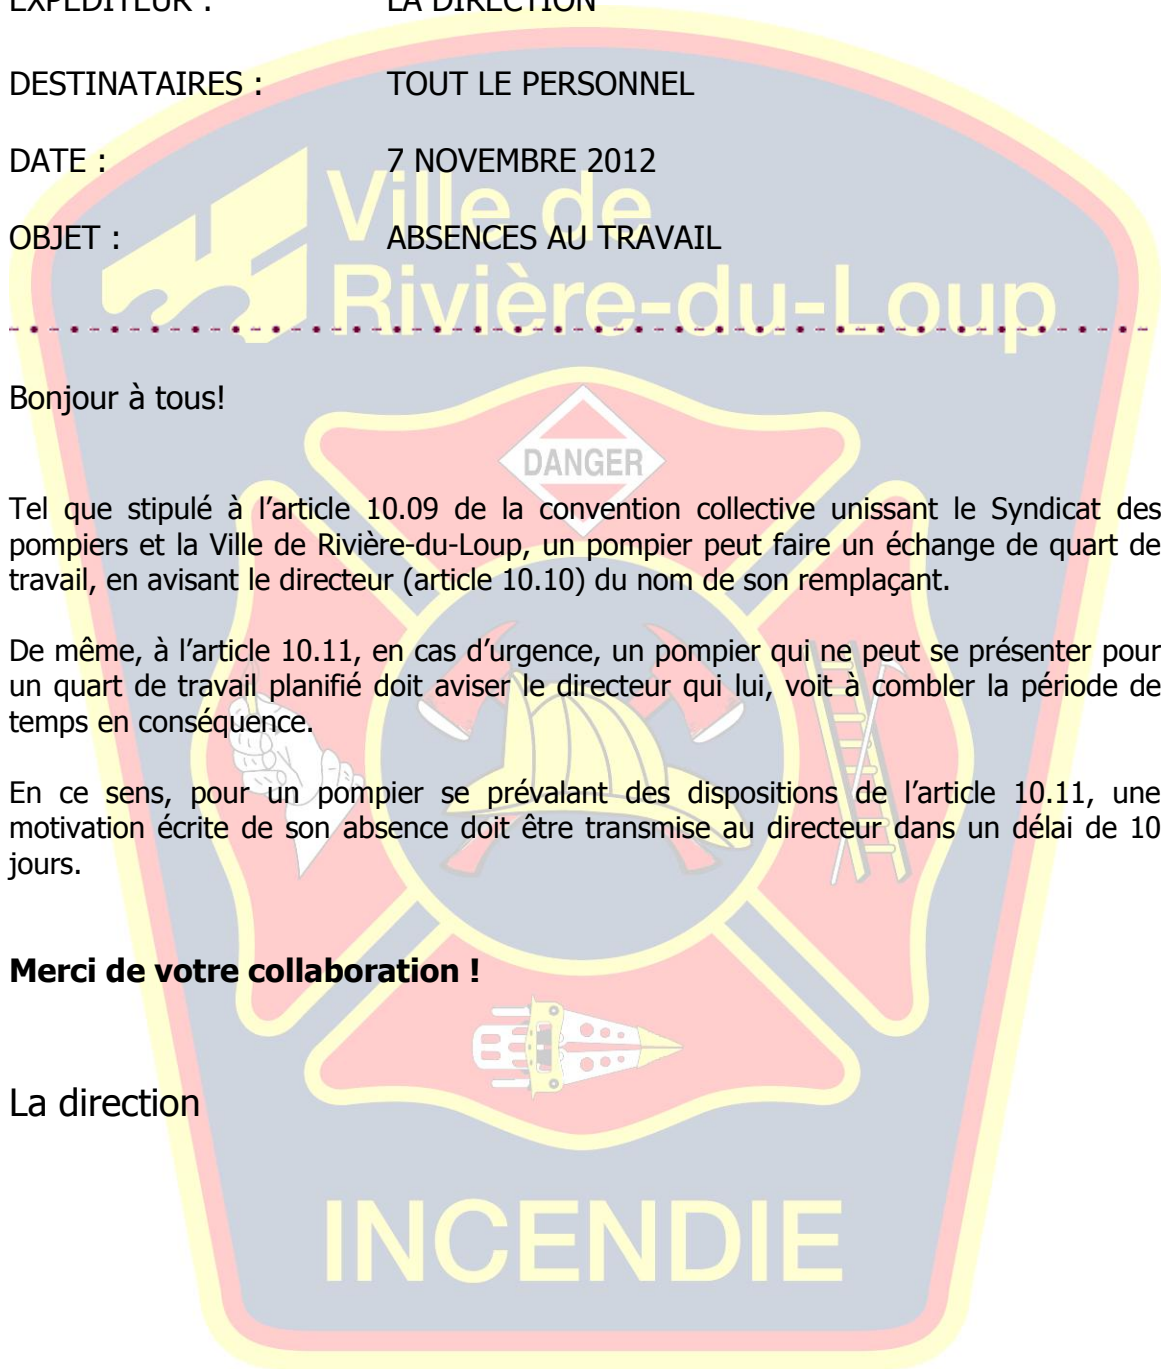 EXPÉDITEUR : LA DIRECTION
DESTINATAIRES : TOUT LE PERSONNEL
DATE : 7 NOVEMBRE 2012
Ville de
OBJET : ABSENCES AU TRAVAIL
Rivière-du-Loup
Bonjour à tous!
DANGER
Tel que stipulé à l’article 10.09 de la convention collective unissant le Syndicat des
pompiers et la Ville de Rivière-du-Loup, un pompier peut faire un échange de quart de
travail, en avisant le directeur (article 10.10) du nom de son remplaçant.
De même, à l’article 10.11, en cas d’urgence, un pompier qui ne peut se présenter pour
un quart de travail planifié doit aviser le directeur qui lui, voit à combler la période de
temps en conséquence.
En ce sens, pour un pompier se prévalant des dispositions de l’article 10.11, une
motivation écrite de son absence doit être transmise au directeur dans un délai de 10
jours.
Merci de votre collaboration !
La direction
INCENDIE